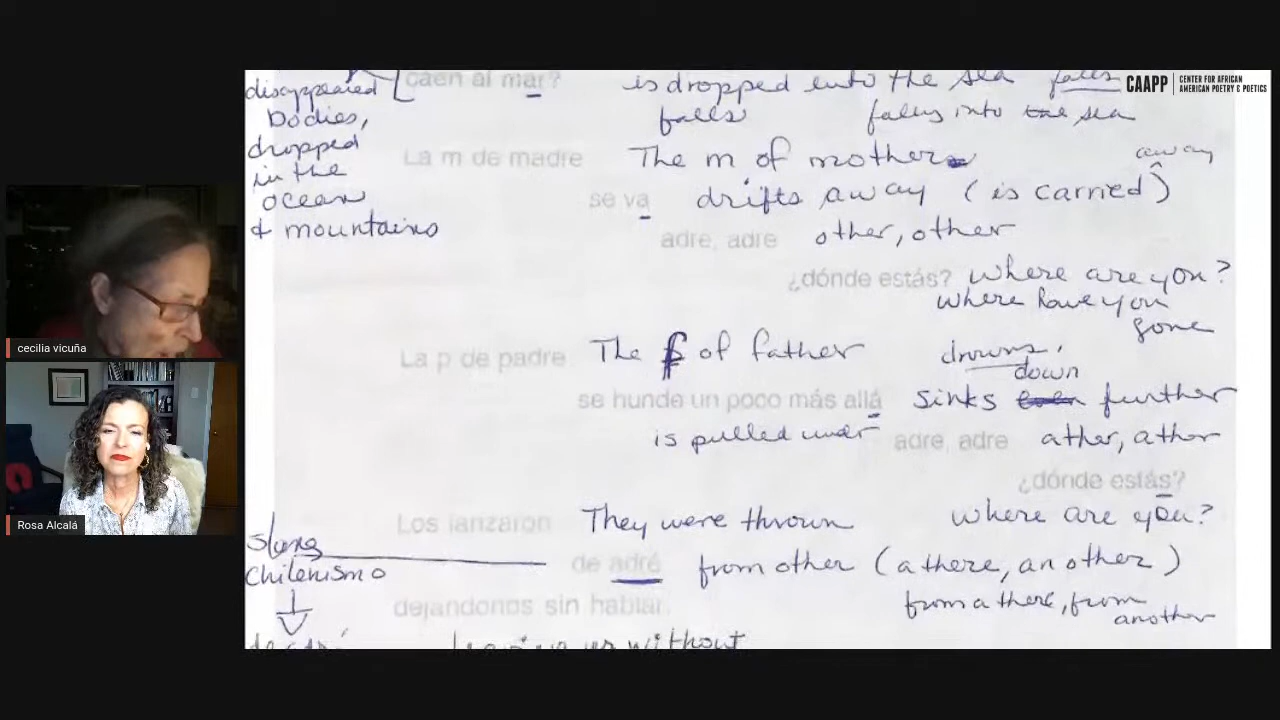 disappeared caen al mar? is dropped into the sea falls
CAAPP CENTER FOR AFRICAN
AMERICAN POETRY & POETICS
bodies, falls falls into the sea
dropped La m de madre The m of mother away
in the se va drifts away (is carried)
ocean
& mountains adre, adre other, other
¿dónde estás? where are you?
where have you
gone
La p de padre The f of father drowns,
down
se hunde un poco más allá sinks even further
is pulled under adre, adre ather, ather
¿dónde estás?
Los lanzaron They were thrown where are you?
slang
de adré from other (a there, an other)
chilenismo
dejandonos sin hablar. from a there, from
another
leaving us without
cecilia vicuña
Rosa Alcalá